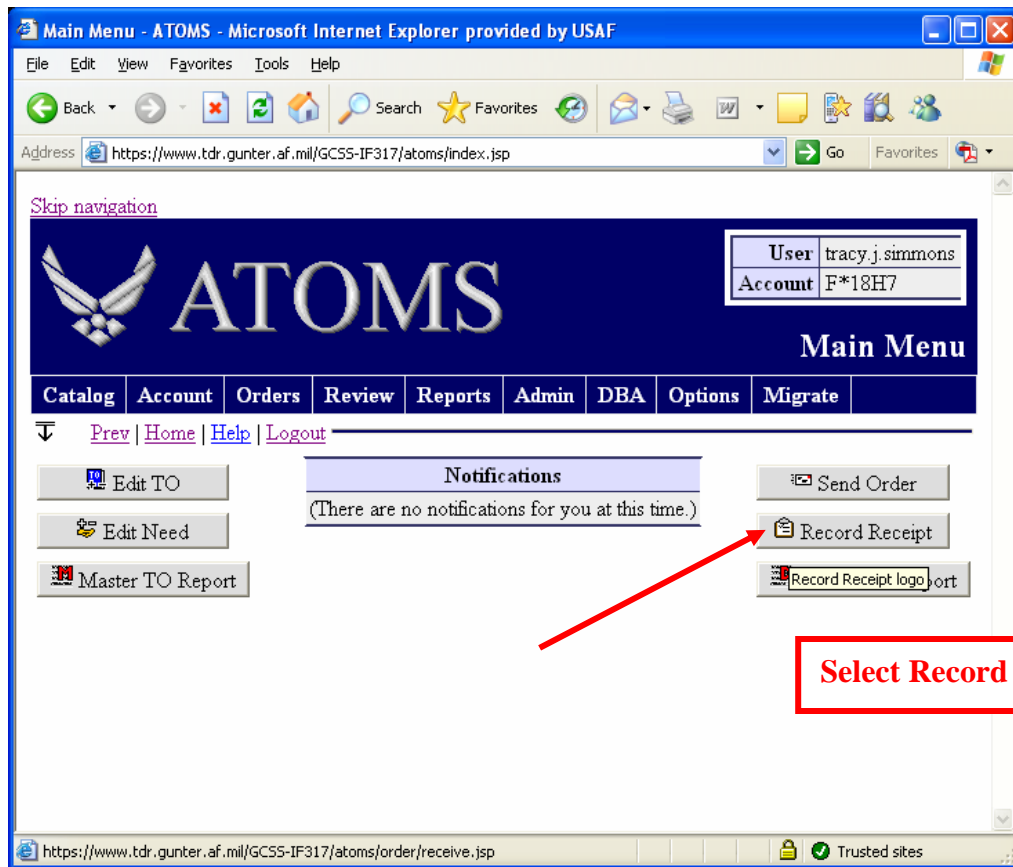 Main Menu - ATOMS - Microsoft Internet Explorer provided by USAF
File Edit View Favorites Tools Help
Back Search Favorites
Address https://www.tdr.gunter.af.mil/GCSS-IF317/atoms/index.jsp Go Favorites
Skip navigation
ATOMS
User tracy.j.simmons
Account F*18H7
Main Menu
Catalog Account Orders Review Reports Admin DBA Options Migrate
Prev | Home | Help | Logout
Edit TO Notifications Send Order
Edit Need (There are no notifications for you at this time.) Record Receipt
Master TO Report Record Receipt logo ort
Select Record
https://www.tdr.gunter.af.mil/GCSS-IF317/atoms/order/receive.jsp Trusted sites